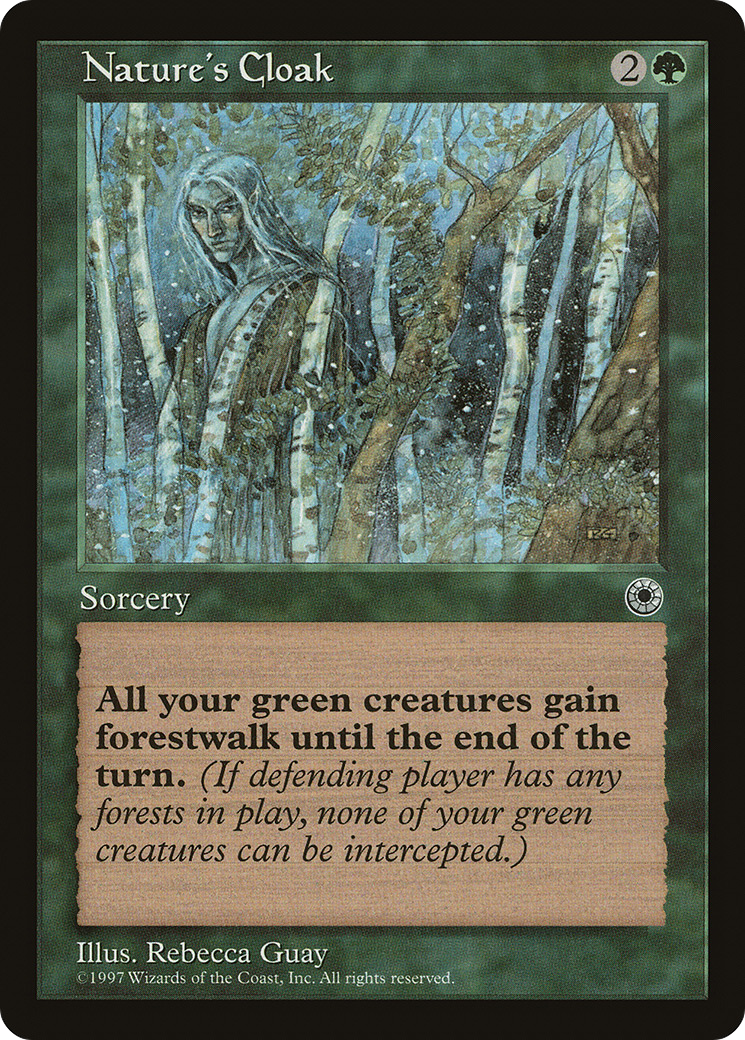 Nature's Cloak
2
RG
Sorcery
All your green creatures gain
forestwalk until the end of the
turn. (If defending player has any
forests in play, none of your green
creatures can be intercepted.)
Illus. Rebecca Guay
©1997 Wizards of the Coast, Inc. All rights reserved.